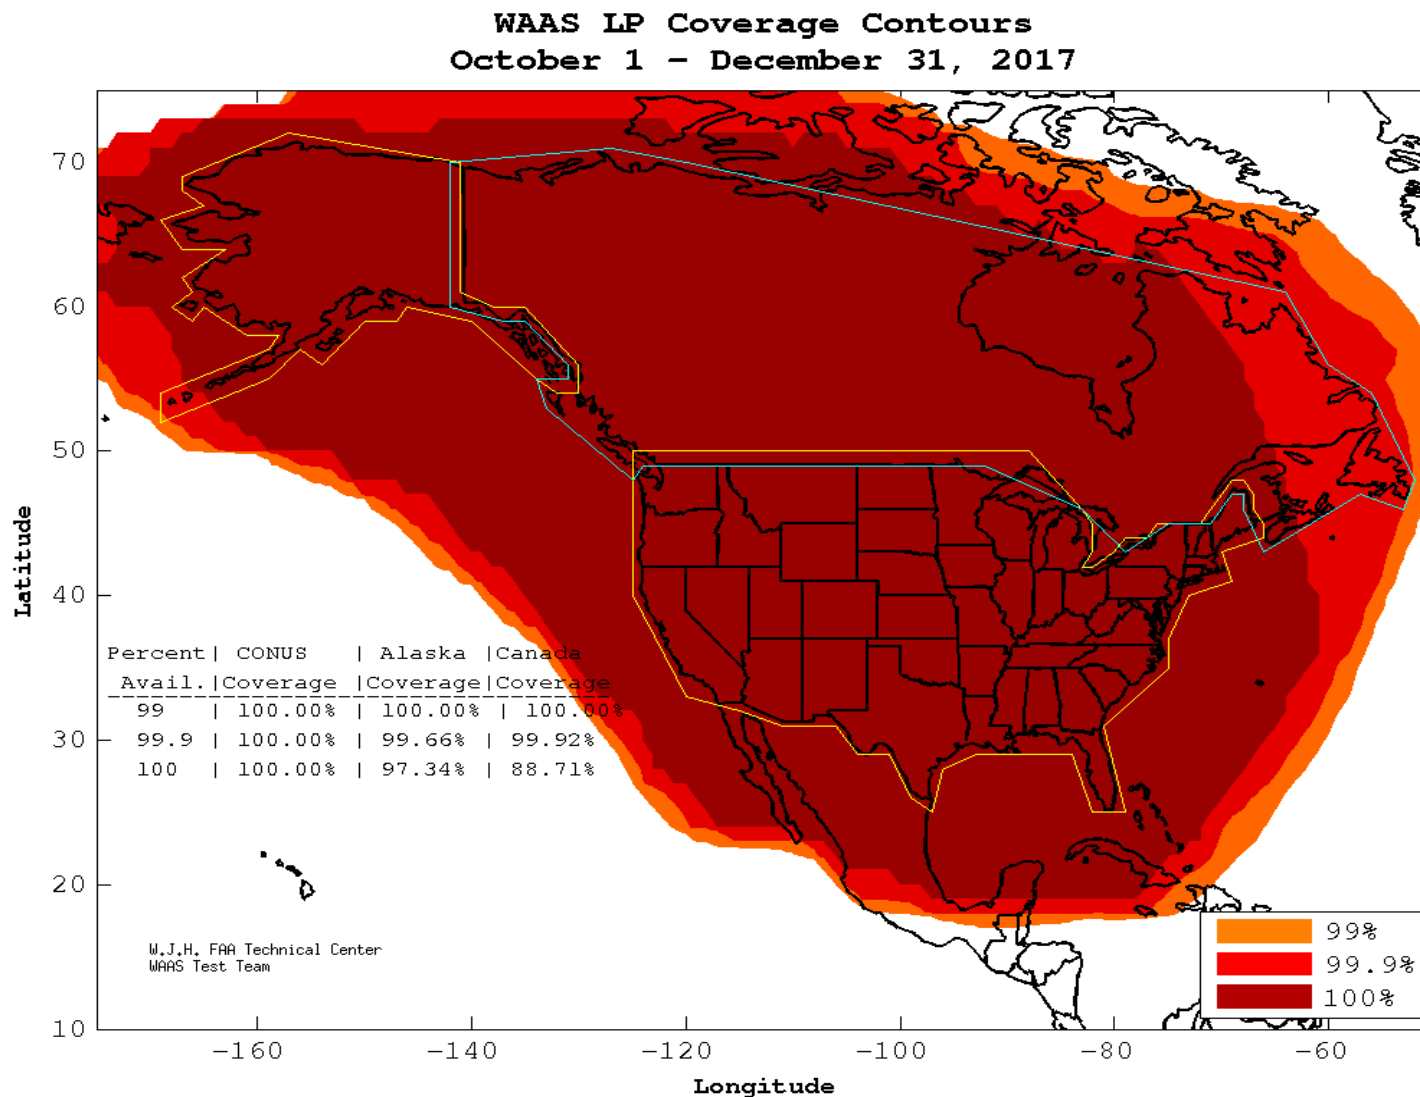 WAAS LP Coverage Contours
October 1 – December 31, 2017
70
60
50
40
30
20
10
Latitude
Percent| CONUS | Alaska |Canada
Avail.|Coverage |Coverage|Coverage
99 | 100.00% | 100.00% | 100.00%
99.9 | 100.00% | 99.66% | 99.92%
100 | 100.00% | 97.34% | 88.71%
W.J.H. FAA Technical Center
WAAS Test Team
99%
99.9%
100%
−160 −140 −120 −100 −80 −60
Longitude